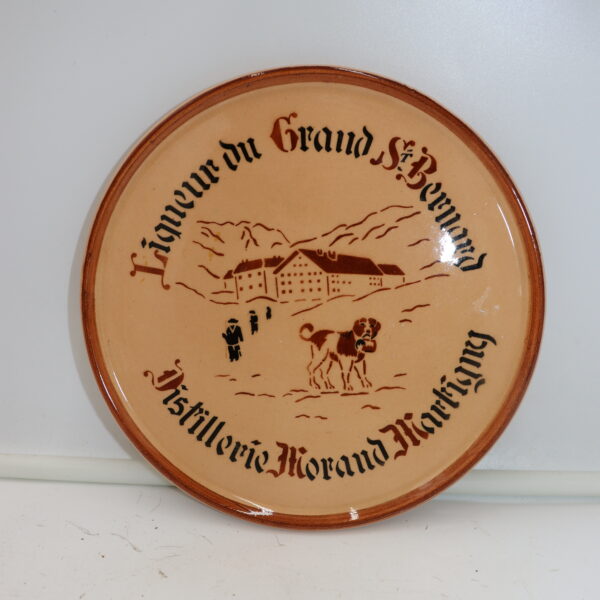 Liqueur du Grand St Bernard
Distillerie Morand Martigny